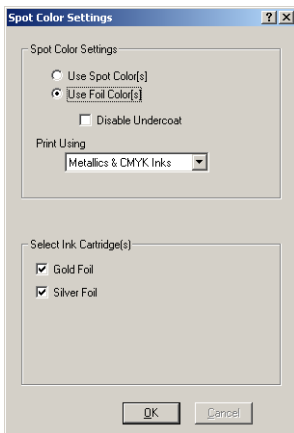 Spot Color Settings
Spot Color Settings
Use Spot Color[s]
Use Foil Color[s]
Disable Undercoat
Print Using
Metallics & CMYK Inks
Select Ink Cartridge(s)
Gold Foil
Silver Foil
OK
Cancel